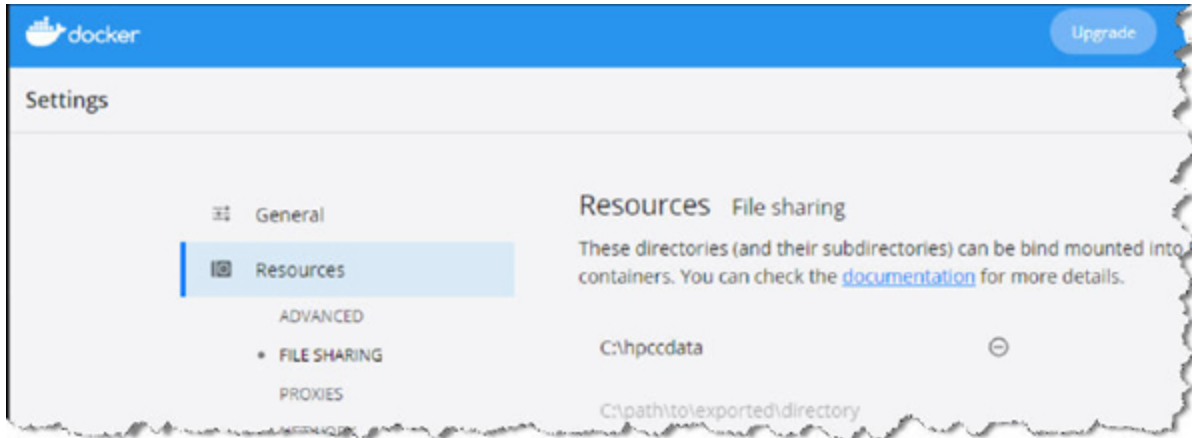 docker
Upgrade
Settings
General
Resources
ADVANCED
FILE SHARING
PROXIES
NETWORK
Resources File sharing
These directories (and their subdirectories) can be bind mounted into
containers. You can check the documentation for more details.
C:\hpccdata
C:\path\to\exported\directory